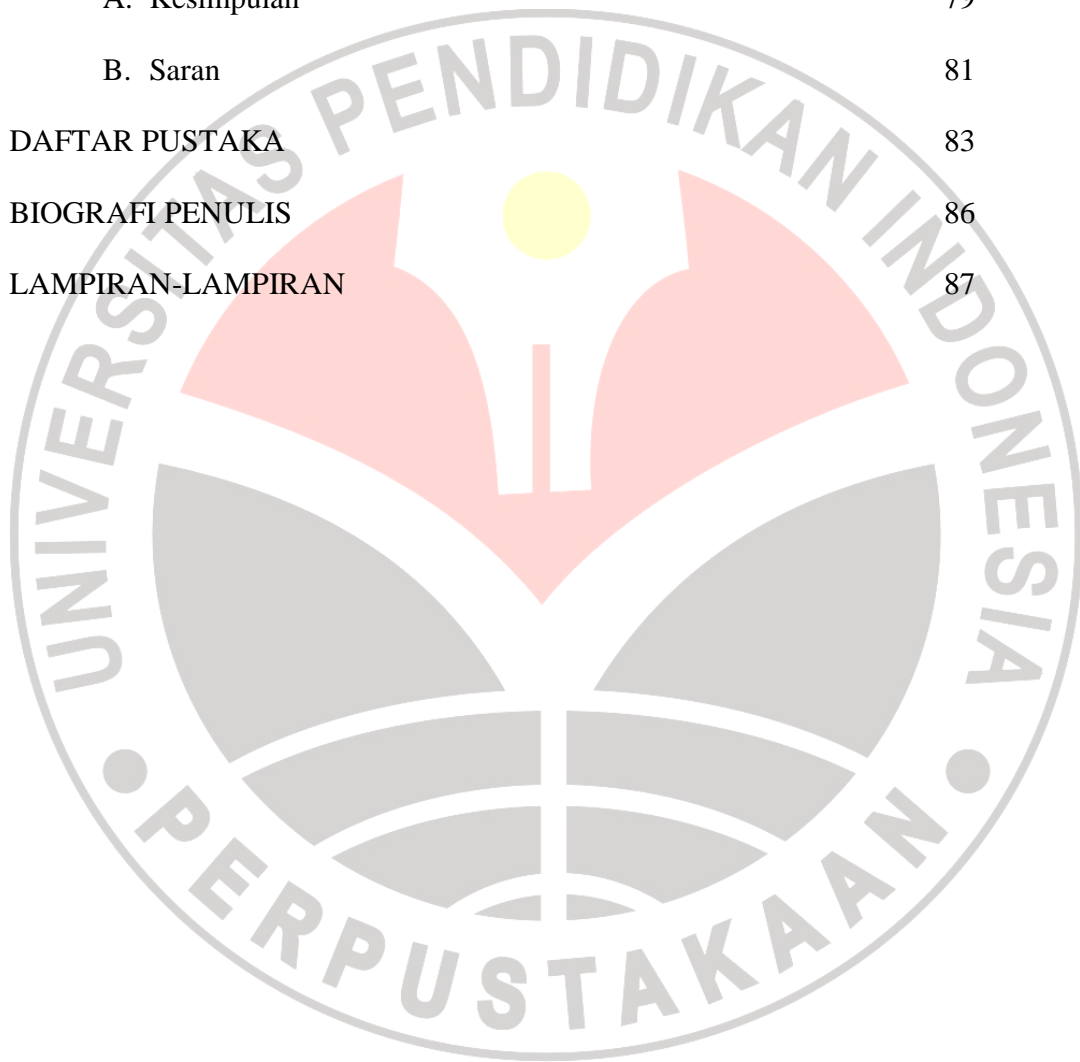 A. Kesimpulan 79
B. Saran 81
DAFTAR PUSTAKA 83
BIOGRAFI PENULIS 86
LAMPIRAN-LAMPIRAN 87
UNIVERSITAS PENDIDIKAN INDONESIA
PERPUSTAKAAN